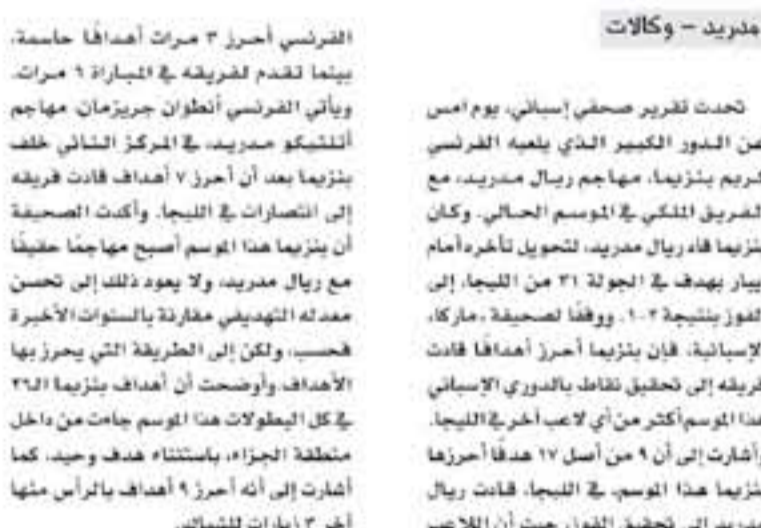 مدريد – وكالات
تحدث تقرير صحفي إسباني، يوم امس
عن الدور الكبير الذي يلعبه الفرنسي
كريم بنزيما، مهاجم ريال مدريد، مع
الفريق الملكي في الموسم الحالي. وكان
بنزيما قاد ريال مدريد، لتحويل تأخره أمام
إيبار بهدف في الجولة ٣١ من الليجا، إلى
الفوز بنتيجة ٢-١. ووفقًا لصحيفة ،ماركا،
الإسبانية، فإن بنزيما أحرز أهدافًا قادت
فريقه إلى تحقيق نقاط بالدوري الإسباني
هذا الموسم أكثر من أي لاعب آخر في الليجا.
وأشارت إلى أن ٩ من أصل ١٧ هدفًا أحرزها
بنزيما هذا الموسم، في الليجا، قادت ريال
مدريد إلى تحقيق الفوز، حيث أن اللاعب
الفرنسي أحرز ٣ مرات أهدافًا حاسمة،
بينما تقدم لفريقه في المباراة ٦ مرات.
ويأتي الفرنسي أنطوان جريزمان، مهاجم
أتلتيكو مدريد، في المركز الثاني خلف
بنزيما بعد أن أحرز ٧ أهداف قادت فريقه
إلى انتصارات في الليجا. وأكدت الصحيفة
أن بنزيما هذا الموسم أصبح مهاجمًا حقيقًا
مع ريال مدريد، ولا يعود ذلك إلى تحسن
معدله التهديفي مقارنة بالسنوات الأخيرة
فحسب، ولكن إلى الطريقة التي يحرز بها
الأهداف. وأوضحت أن أهداف بنزيما الـ٢٦
في كل البطولات هذا الموسم جاءت من داخل
منطقة الجزاء، باستثناء هدف وحيد، كما
أشارت إلى أنه أحرز ٩ أهداف بالرأس منها
آخر ٣ زيارات للشباك.